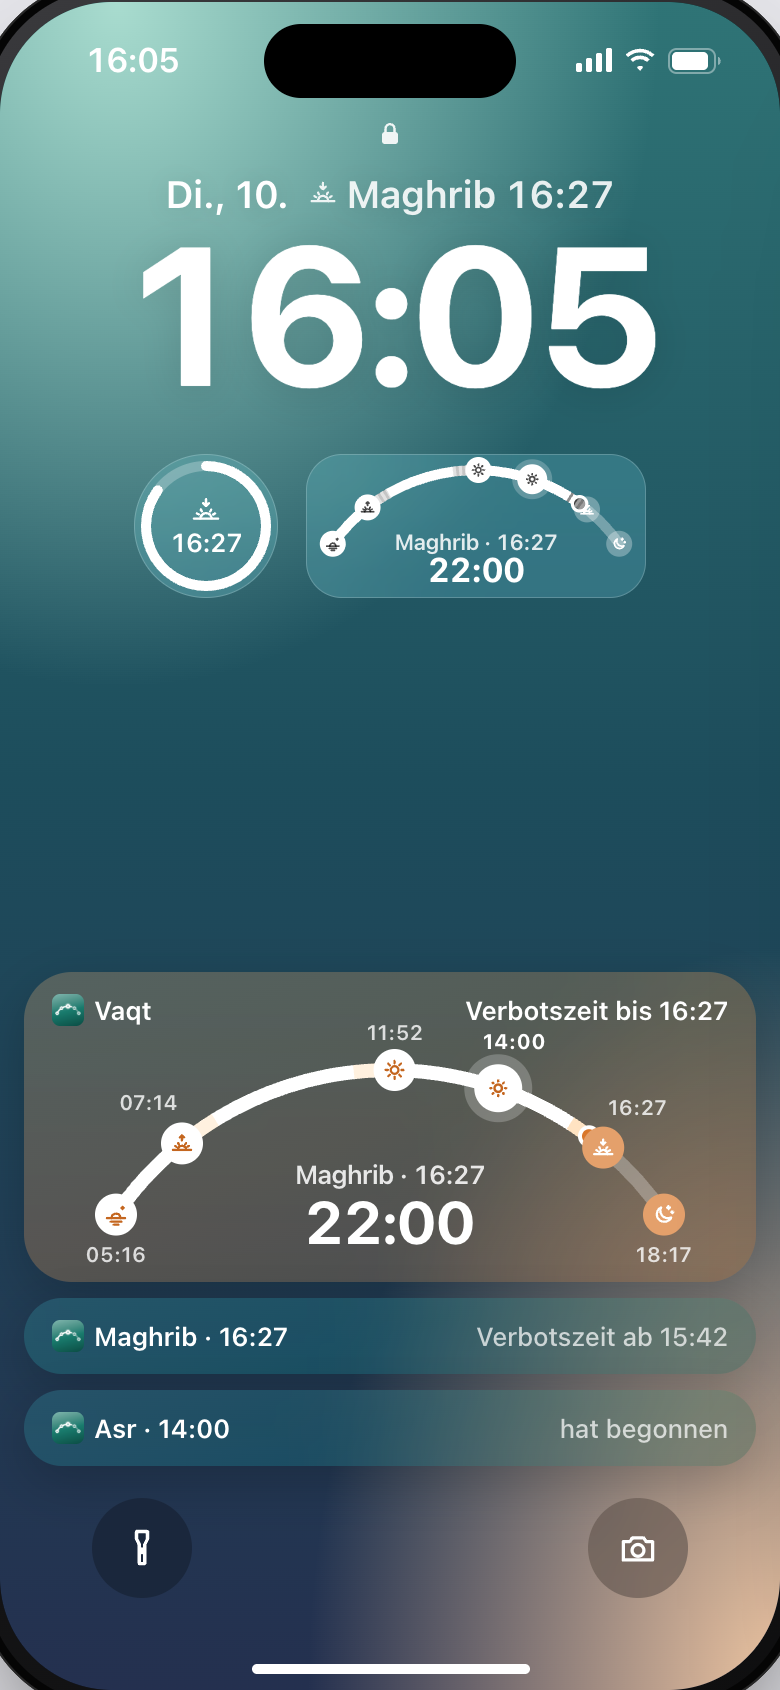 16:05
Di., 10. Maghrib 16:27
16:05
16:27
Maghrib · 16:27
22:00
Vaqt
Verbotszeit bis 16:27
11:52
14:00
07:14
16:27
Maghrib · 16:27
22:00
05:16
18:17
Maghrib · 16:27
Verbotszeit ab 15:42
Asr · 14:00
hat begonnen